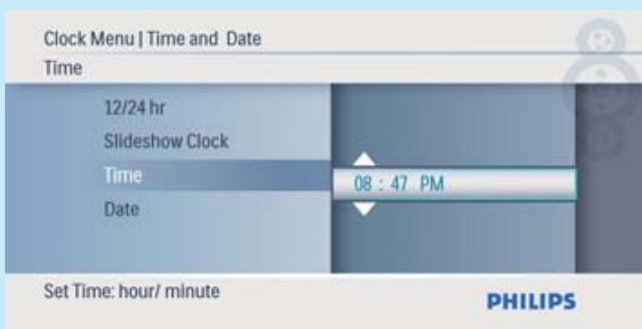 Clock Menu | Time and Date
Time
12/24 hr
Slideshow Clock
Time
08 : 47 PM
Date
Set Time: hour/ minute
PHILIPS